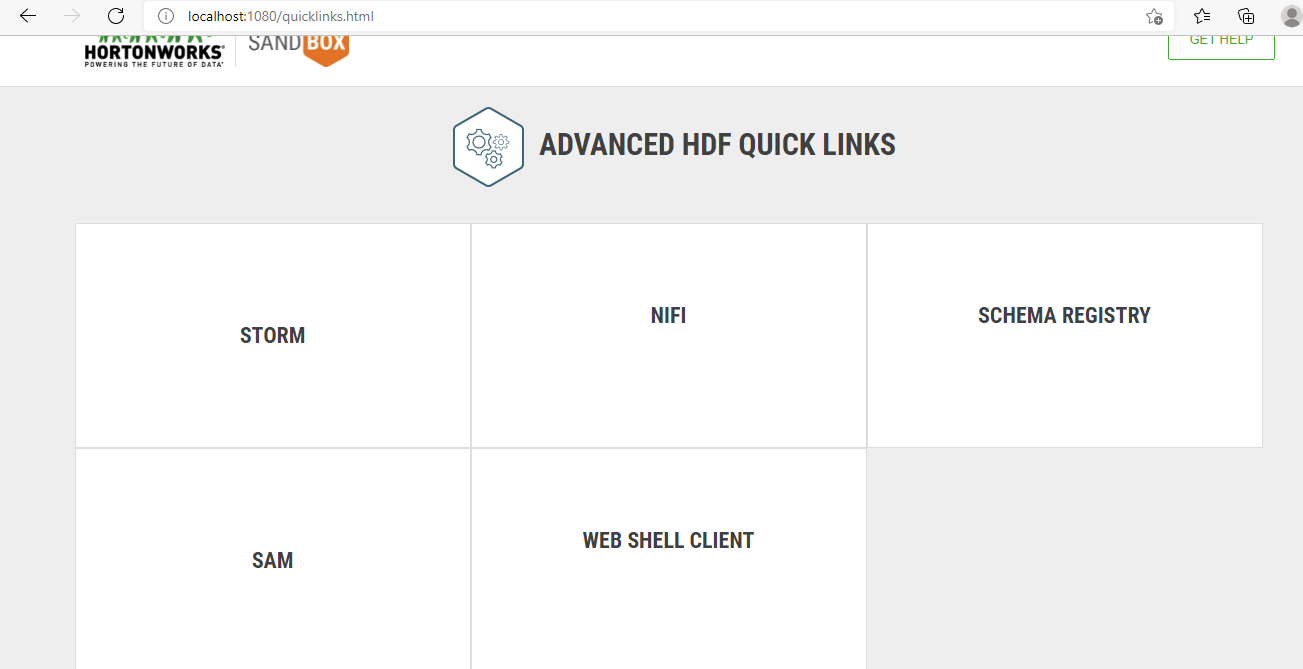 localhost:1080/quicklinks.html
HORTONWORKS
POWERING THE FUTURE OF DATA
SANDBOX
GET HELP
ADVANCED HDF QUICK LINKS
STORM
NIFI
SCHEMA REGISTRY
SAM
WEB SHELL CLIENT